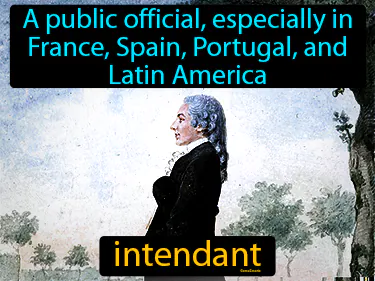 A public official, especially in
France, Spain, Portugal, and
Latin America
intendant